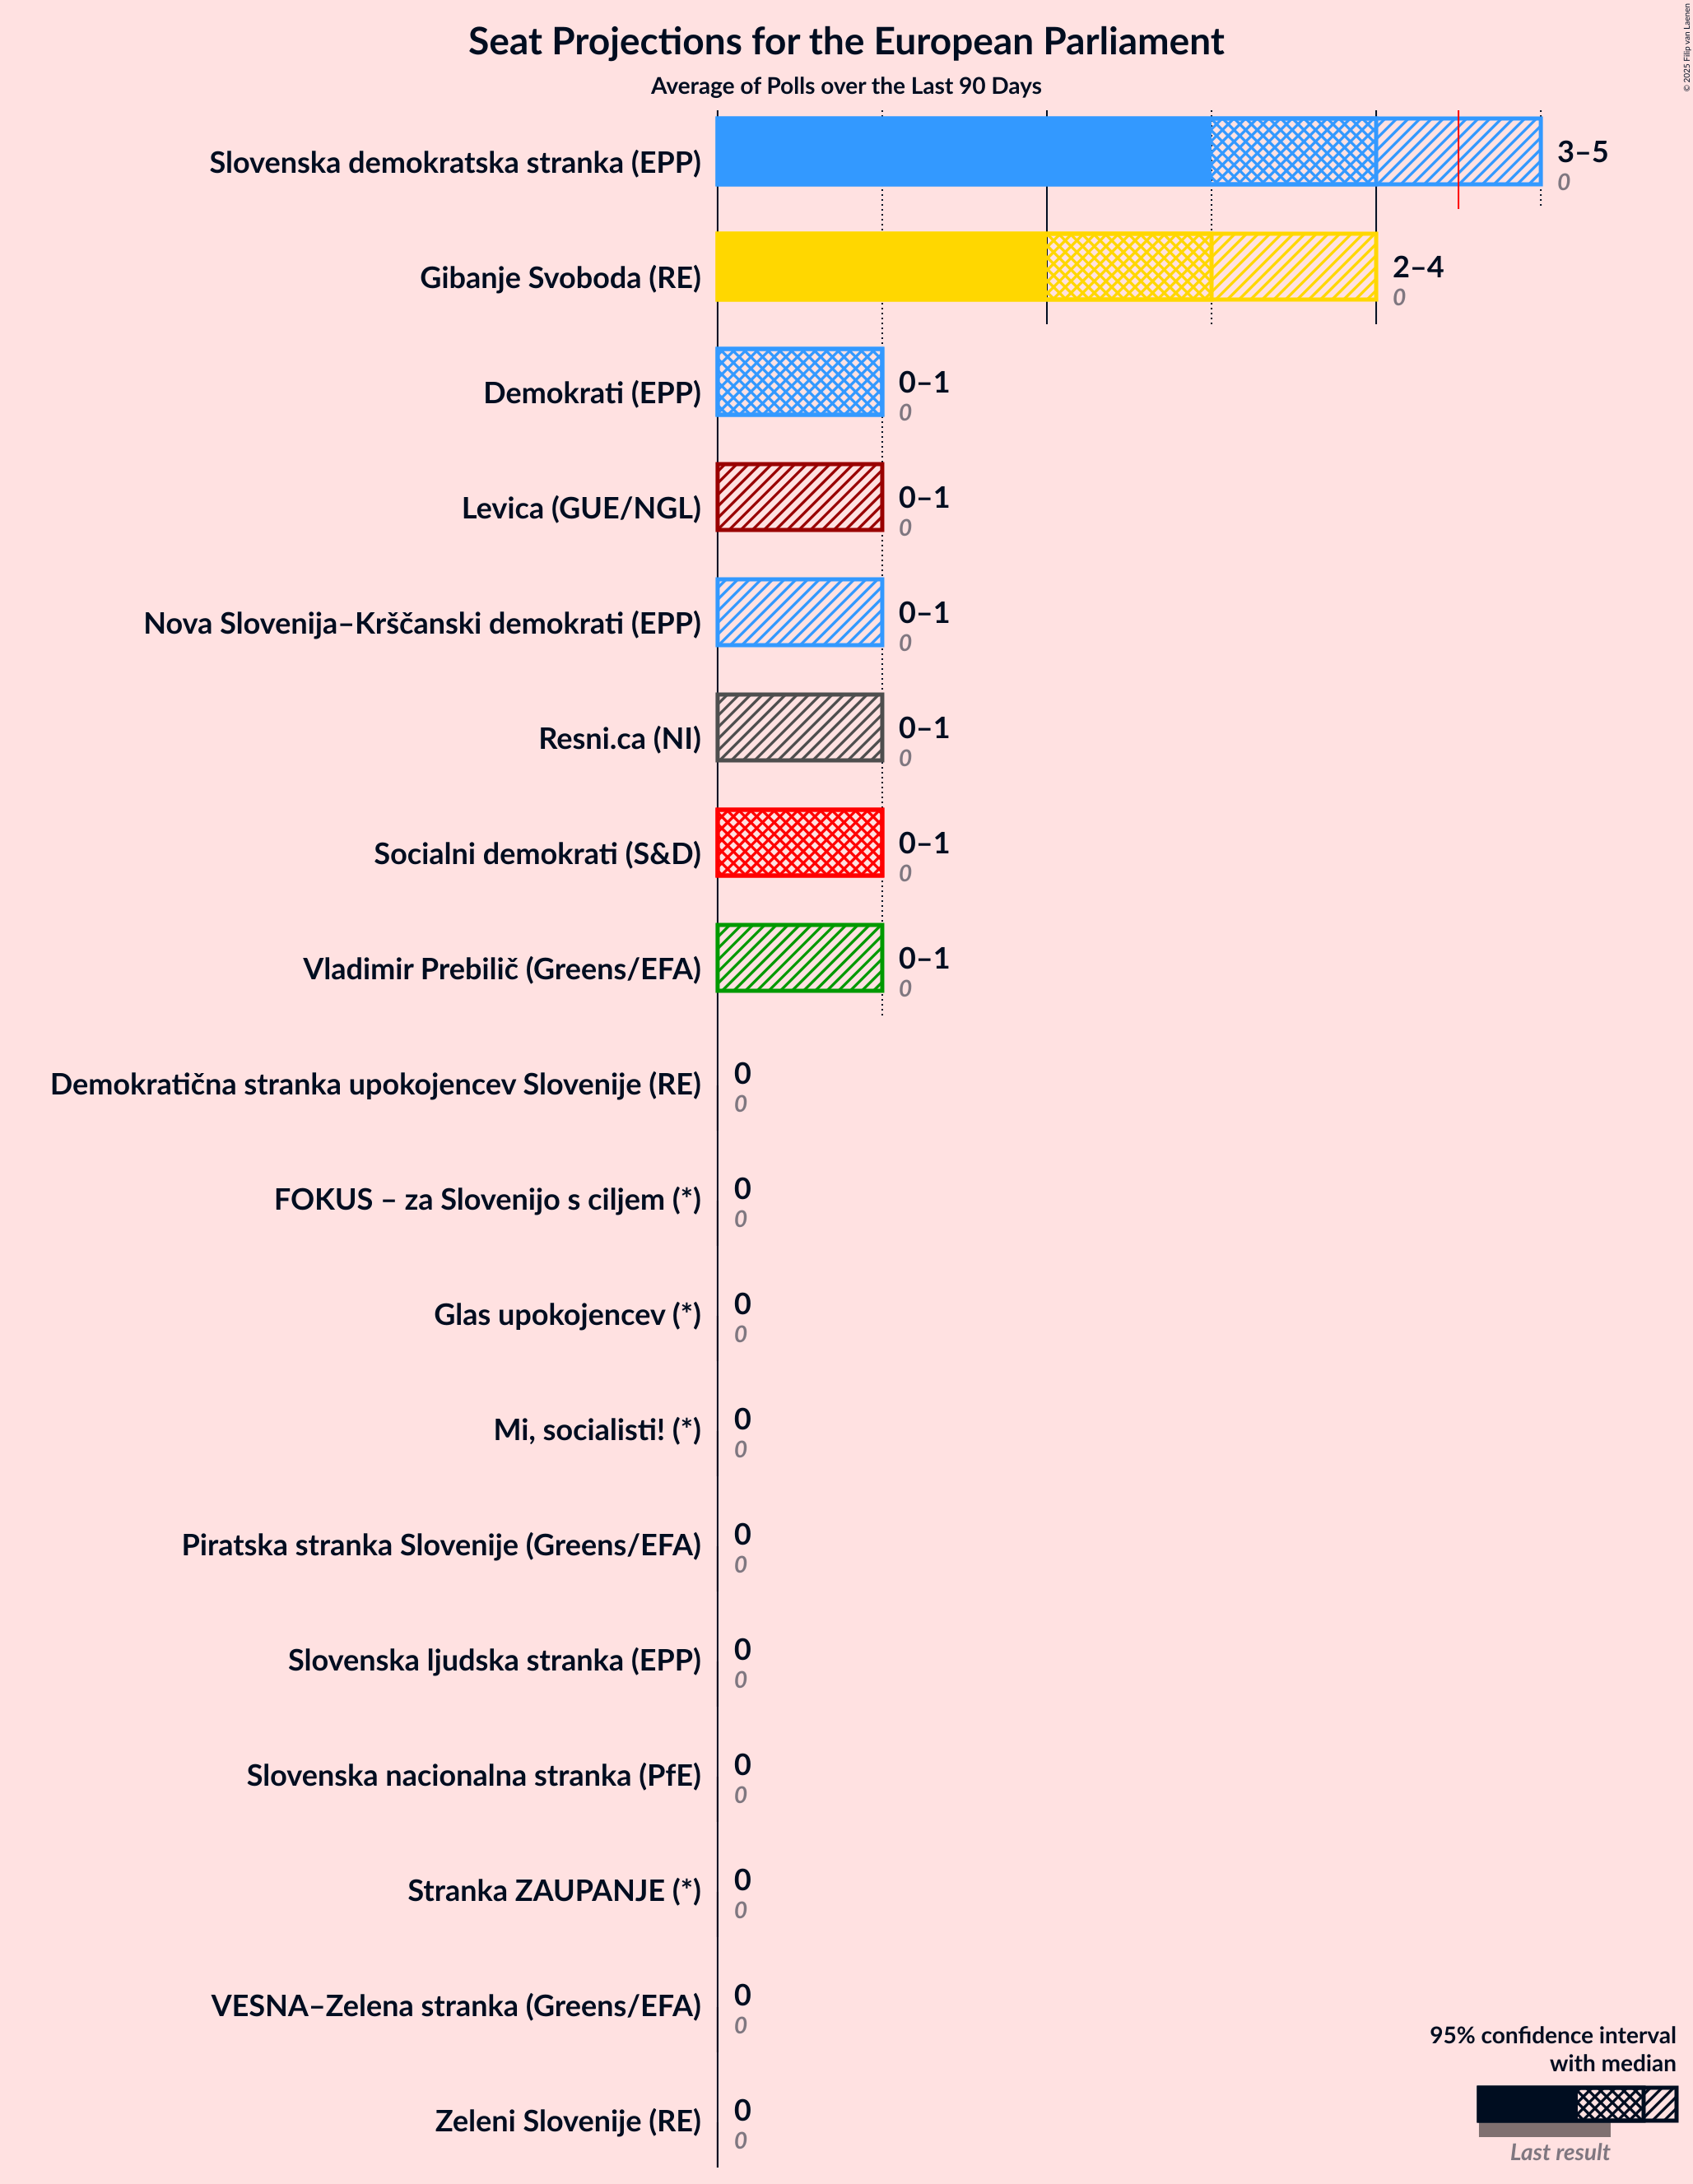 Seat Projections for the European Parliament
Average of Polls over the Last 90 Days
© 2025 Filip van Laenen
Slovenska demokratska stranka (EPP)
3–5
0
Gibanje Svoboda (RE)
2–4
0
Demokrati (EPP)
0–1
0
Levica (GUE/NGL)
0–1
0
Nova Slovenija–Krščanski demokrati (EPP)
0–1
0
Resni.ca (NI)
0–1
0
Socialni demokrati (S&D)
0–1
0
Vladimir Prebilič (Greens/EFA)
0–1
0
Demokratična stranka upokojencev Slovenije (RE)
0
0
FOKUS – za Slovenijo s ciljem (*)
0
0
Glas upokojencev (*)
0
0
Mi, socialisti! (*)
0
0
Piratska stranka Slovenije (Greens/EFA)
0
0
Slovenska ljudska stranka (EPP)
0
0
Slovenska nacionalna stranka (PfE)
0
0
Stranka ZAUPANJE (*)
0
0
VESNA–Zelena stranka (Greens/EFA)
0
0
Zeleni Slovenije (RE)
0
0
95% confidence interval
with median
Last result